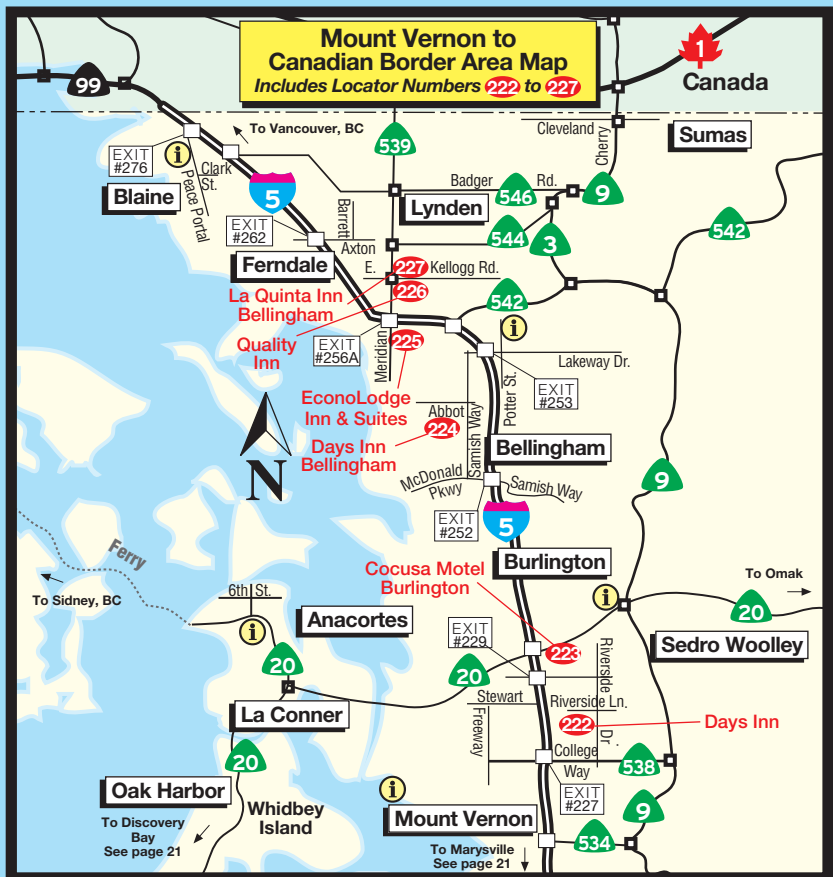 Mount Vernon to
Canadian Border Area Map
Includes Locator Numbers 222 to 227
1
Canada
99
To Vancouver, BC
539
Cleveland
Cherry
Sumas
EXIT
#276
i
Clark
St.
Peace Portal
Blaine
5
Badger Rd.
546
9
Lynden
Barrett
EXIT
#262
Axton
544
3
542
Ferndale
E. 227 Kellogg Rd.
La Quinta Inn
Bellingham
226
542
Quality
Inn
EXIT
#256A
Meridian
225
i
Potter St.
Lakeway Dr.
EXIT
#253
EconoLodge
Inn & Suites
Abbot
224
Samish Way
Days Inn
Bellingham
Bellingham
N
McDonald
Pkwy
Samish Way
9
EXIT
#252
5
Ferry
Burlington
Cocusa Motel
Burlington
To Omak
To Sidney, BC
6th St.
i
i
20
Anacortes
EXIT
#229
Sedro Woolley
223
20
20
Riverside
Stewart
Riverside Ln.
La Conner
Freeway
222
Days Inn
Dr.
20
College
Way
538
Oak Harbor
Whidbey
Island
i
EXIT
#227
9
To Discovery
Bay
See page 21
Mount Vernon
534
To Marysville
See page 21